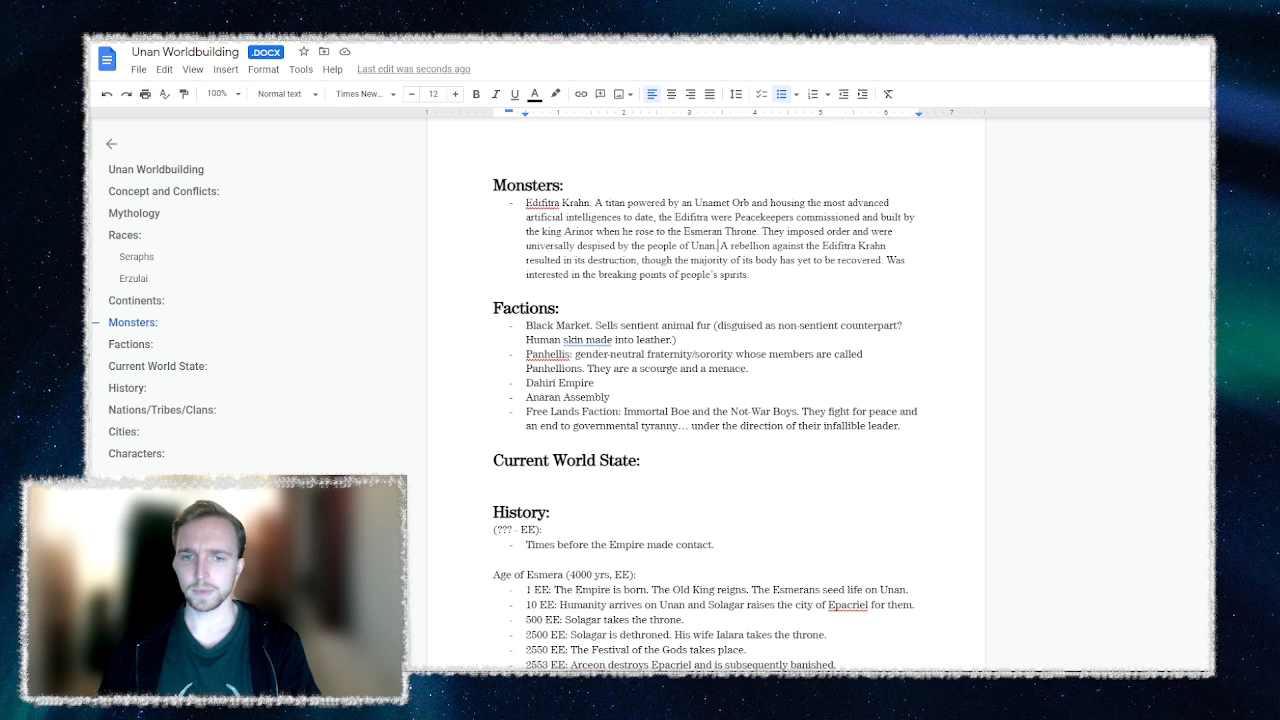 Unan Worldbuilding .DOCX
File Edit View Insert Format Tools Help Last edit was seconds ago
100% Normal text Times New... 12 B I U A
1 1 2 3 4 5 6 7
Unan Worldbuilding
Concept and Conflicts:
Mythology
Races:
Seraphs
Erzulai
Continents:
Monsters:
Factions:
Current World State:
History:
Nations/Tribes/Clans:
Cities:
Characters:
Monsters:
- Edifitra Krahn. A titan powered by an Unamet Orb and housing the most advanced
artificial intelligences to date, the Edifitra were Peacekeepers commissioned and built by
the king Arinor when he rose to the Esmeran Throne. They imposed order and were
universally despised by the people of Unan. A rebellion against the Edifitra Krahn
resulted in its destruction, though the majority of its body has yet to be recovered. Was
interested in the breaking points of people's spirits.
Factions:
- Black Market. Sells sentient animal fur (disguised as non-sentient counterpart?
Human skin made into leather.)
- Panhellis: gender-neutral fraternity/sorority whose members are called
Panhellions. They are a scourge and a menace.
- Dahiri Empire
- Anaran Assembly
- Free Lands Faction: Immortal Boe and the Not-War Boys. They fight for peace and
an end to governmental tyranny… under the direction of their infallible leader.
Current World State:
History:
(??? - EE):
- Times before the Empire made contact.
Age of Esmera (4000 yrs, EE):
- 1 EE: The Empire is born. The Old King reigns. The Esmerans seed life on Unan.
- 10 EE: Humanity arrives on Unan and Solagar raises the city of Epacriel for them.
- 500 EE: Solagar takes the throne.
- 2500 EE: Solagar is dethroned. His wife Ialara takes the throne.
- 2550 EE: The Festival of the Gods takes place.
- 2553 EE: Arceon destroys Epacriel and is subsequently banished.